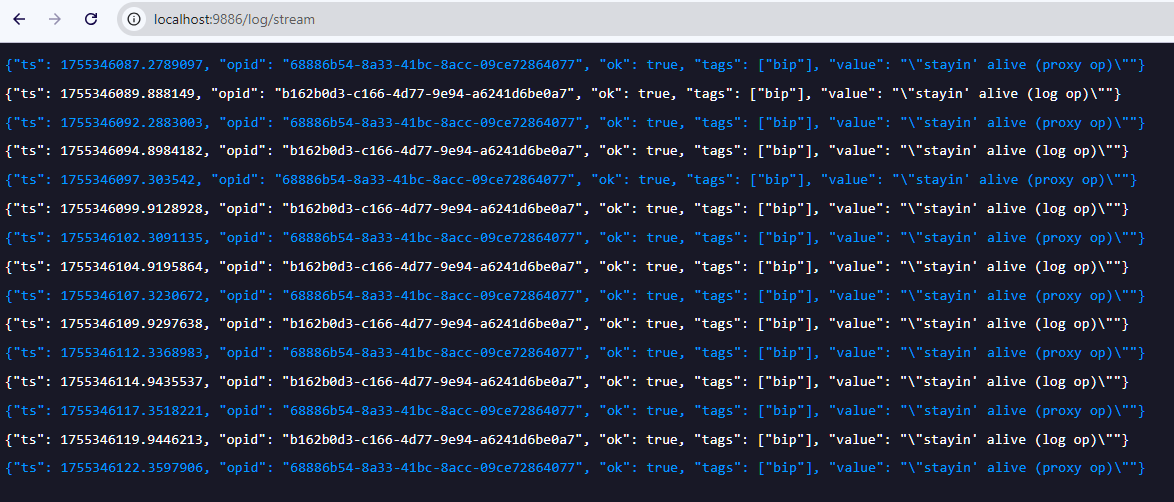 localhost:9886/log/stream
{"ts": 1755346087.2789097, "opid": "68886b54-8a33-41bc-8acc-09ce72864077", "ok": true, "tags": ["bip"], "value": "\"stayin' alive (proxy op)\""}
{"ts": 1755346089.888149, "opid": "b162b0d3-c166-4d77-9e94-a6241d6be0a7", "ok": true, "tags": ["bip"], "value": "\"stayin' alive (log op)\""}
{"ts": 1755346092.2883003, "opid": "68886b54-8a33-41bc-8acc-09ce72864077", "ok": true, "tags": ["bip"], "value": "\"stayin' alive (proxy op)\""}
{"ts": 1755346094.8984182, "opid": "b162b0d3-c166-4d77-9e94-a6241d6be0a7", "ok": true, "tags": ["bip"], "value": "\"stayin' alive (log op)\""}
{"ts": 1755346097.303542, "opid": "68886b54-8a33-41bc-8acc-09ce72864077", "ok": true, "tags": ["bip"], "value": "\"stayin' alive (proxy op)\""}
{"ts": 1755346099.9128928, "opid": "b162b0d3-c166-4d77-9e94-a6241d6be0a7", "ok": true, "tags": ["bip"], "value": "\"stayin' alive (log op)\""}
{"ts": 1755346102.3091135, "opid": "68886b54-8a33-41bc-8acc-09ce72864077", "ok": true, "tags": ["bip"], "value": "\"stayin' alive (proxy op)\""}
{"ts": 1755346104.9195864, "opid": "b162b0d3-c166-4d77-9e94-a6241d6be0a7", "ok": true, "tags": ["bip"], "value": "\"stayin' alive (log op)\""}
{"ts": 1755346107.3230672, "opid": "68886b54-8a33-41bc-8acc-09ce72864077", "ok": true, "tags": ["bip"], "value": "\"stayin' alive (proxy op)\""}
{"ts": 1755346109.9297638, "opid": "b162b0d3-c166-4d77-9e94-a6241d6be0a7", "ok": true, "tags": ["bip"], "value": "\"stayin' alive (log op)\""}
{"ts": 1755346112.3368983, "opid": "68886b54-8a33-41bc-8acc-09ce72864077", "ok": true, "tags": ["bip"], "value": "\"stayin' alive (proxy op)\""}
{"ts": 1755346114.9435537, "opid": "b162b0d3-c166-4d77-9e94-a6241d6be0a7", "ok": true, "tags": ["bip"], "value": "\"stayin' alive (log op)\""}
{"ts": 1755346117.3518221, "opid": "68886b54-8a33-41bc-8acc-09ce72864077", "ok": true, "tags": ["bip"], "value": "\"stayin' alive (proxy op)\""}
{"ts": 1755346119.9446213, "opid": "b162b0d3-c166-4d77-9e94-a6241d6be0a7", "ok": true, "tags": ["bip"], "value": "\"stayin' alive (log op)\""}
{"ts": 1755346122.3597906, "opid": "68886b54-8a33-41bc-8acc-09ce72864077", "ok": true, "tags": ["bip"], "value": "\"stayin' alive (proxy op)\""}